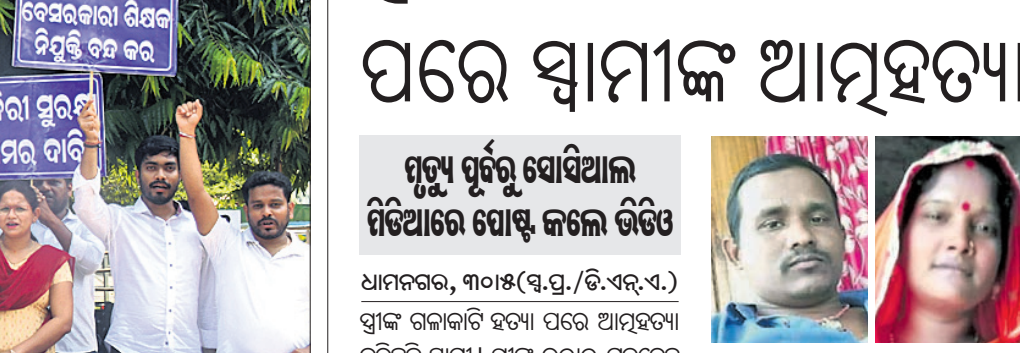 ବେସରକାରୀ ଶିକ୍ଷକ
ନିଯୁକ୍ତି ବନ୍ଦ କର
ସୁରକ୍ଷା
ଦାବି
ପରେ ସ୍ୱାମୀଙ୍କ ଆତ୍ମହତ୍ୟା
ମୃତ୍ୟୁ ପୂର୍ବରୁ ସୋସିଆଲ
ମିଡିଆରେ ପୋଷ୍ଟ କଲେ ଭିଡିଓ
ଧାମନଗର, ୩୦।୫(ସ୍ୱ.ପ୍ର./ଡି.ଏନ୍.ଏ.)
ସ୍ତ୍ରୀଙ୍କ ଗଳାକାଟି ହତ୍ୟା ପରେ ଆତ୍ମହତ୍ୟା